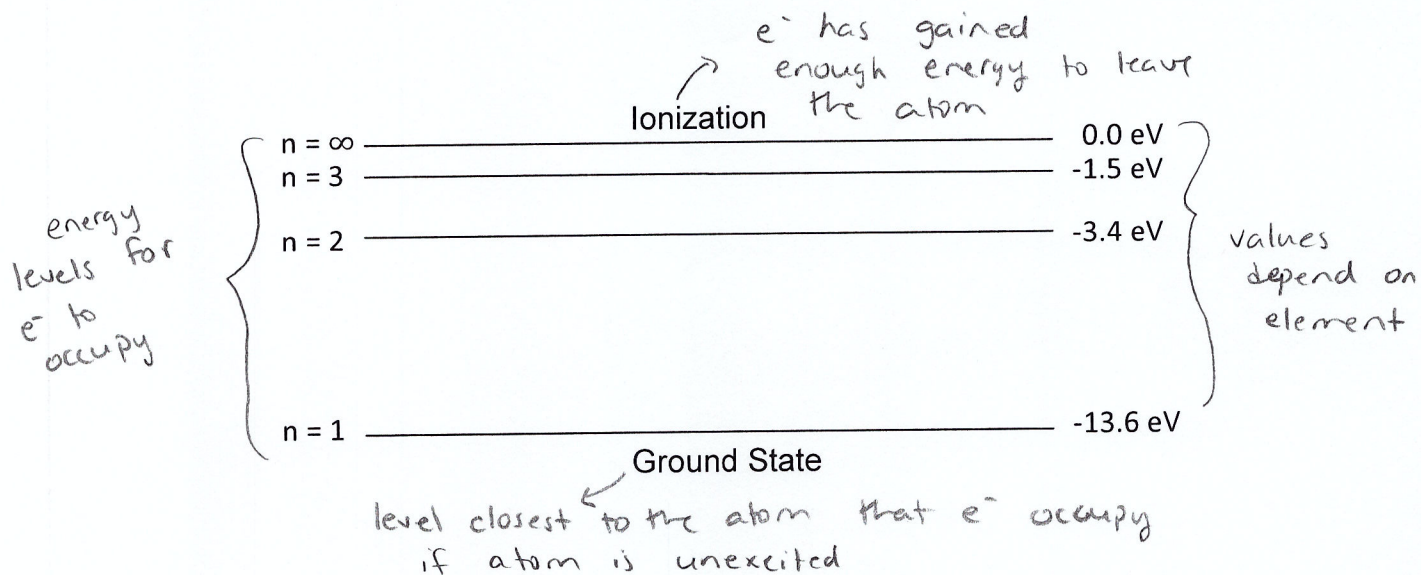 e⁻ has gained
enough energy to leave
the atom
Ionization
n = ∞ 0.0 eV
n = 3 -1.5 eV
n = 2 -3.4 eV
n = 1 -13.6 eV
energy
levels for
e⁻ to
occupy
values
depend on
element
Ground State
level closest to the atom that e⁻ occupy
if atom is unexcited